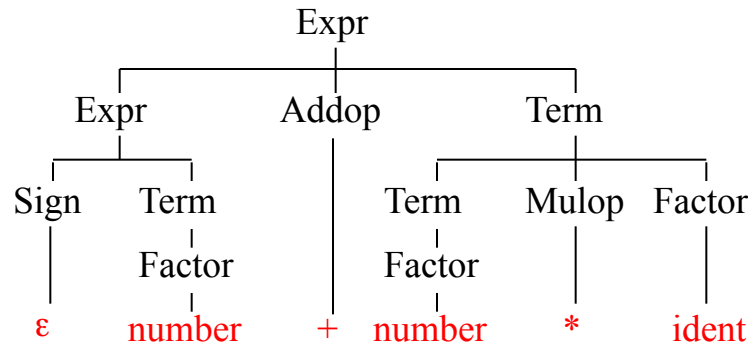 Expr
Expr Addop Term
Sign Term Term Mulop Factor
Factor Factor
ε number + number * ident